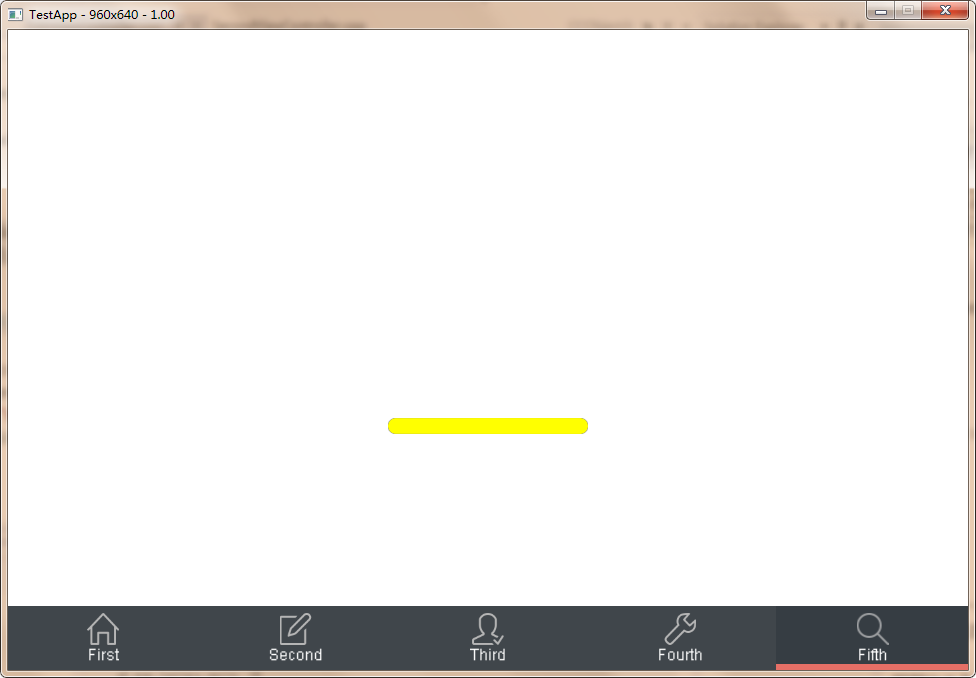 TestApp - 960x640 - 1.00
First
Second
Third
Fourth
Fifth